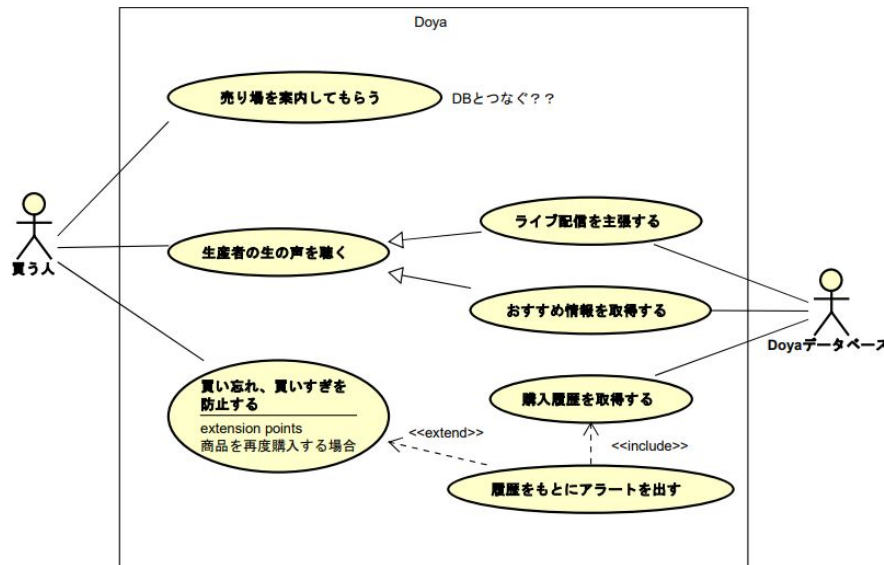 Doya
売り場を案内してもらう
DBとつなぐ？？
ライブ配信を主張する
生産者の生の声を聴く
買う人
おすすめ情報を取得する
Doyaデータベース
買い忘れ、買いすぎを
防止する
extension points
商品を再度購入する場合
購入履歴を取得する
<<extend>>
<<include>>
履歴をもとにアラートを出す